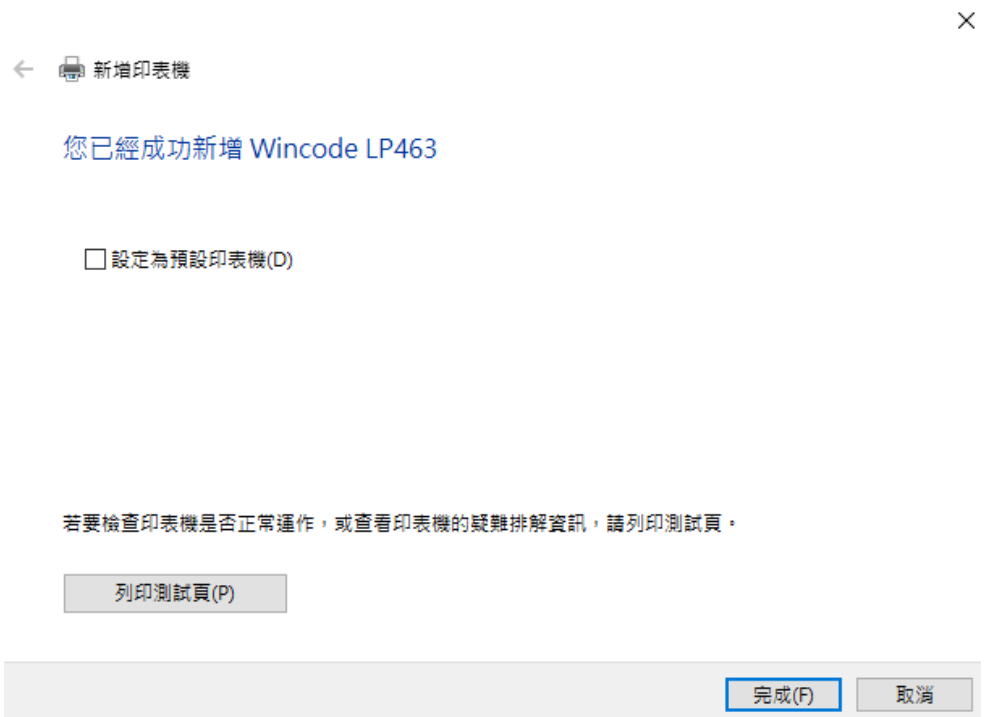 新增印表機
您已經成功新增 Wincode LP463
設定為預設印表機(D)
若要檢查印表機是否正常運作，或查看印表機的疑難排解資訊，請列印測試頁。
列印測試頁(P)
完成(F)
取消